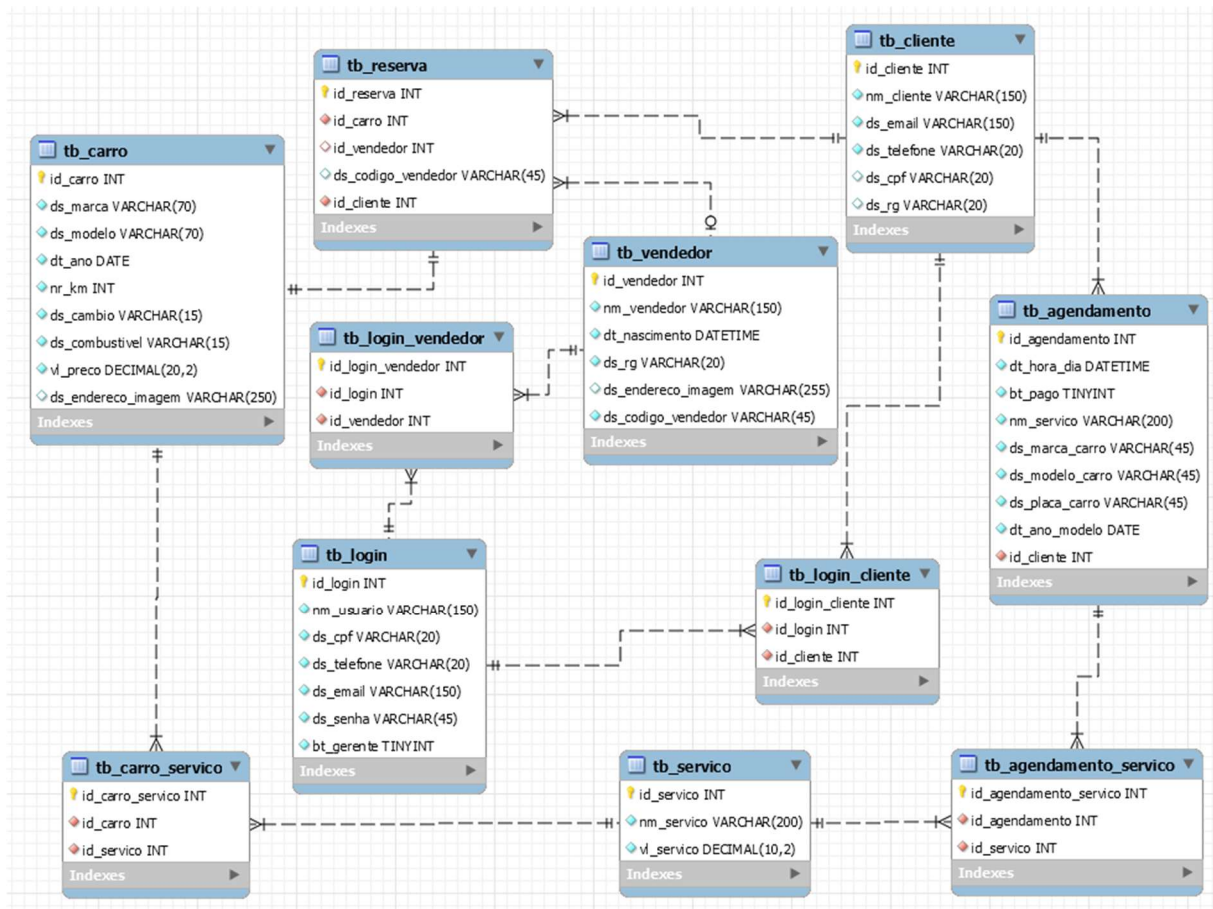 tb_cliente
id_cliente INT
nm_cliente VARCHAR(150)
ds_email VARCHAR(150)
ds_telefone VARCHAR(20)
ds_cpf VARCHAR(20)
ds_rg VARCHAR(20)
Indexes
tb_reserva
id_reserva INT
id_carro INT
id_vendedor INT
ds_codigo_vendedor VARCHAR(45)
id_cliente INT
Indexes
tb_carro
id_carro INT
ds_marca VARCHAR(70)
ds_modelo VARCHAR(70)
dt_ano DATE
nr_km INT
ds_cambio VARCHAR(15)
ds_combustivel VARCHAR(15)
vl_preco DECIMAL(20,2)
ds_endereco_imagem VARCHAR(250)
Indexes
tb_vendedor
id_vendedor INT
nm_vendedor VARCHAR(150)
dt_nascimento DATETIME
ds_rg VARCHAR(20)
ds_endereco_imagem VARCHAR(255)
ds_codigo_vendedor VARCHAR(45)
Indexes
tb_agendamento
id_agendamento INT
dt_hora_dia DATETIME
bt_pago TINYINT
nm_servico VARCHAR(200)
ds_marca_carro VARCHAR(45)
ds_modelo_carro VARCHAR(45)
ds_placa_carro VARCHAR(45)
dt_ano_modelo DATE
id_cliente INT
Indexes
tb_login_vendedor
id_login_vendedor INT
id_login INT
id_vendedor INT
Indexes
tb_login
id_login INT
nm_usuario VARCHAR(150)
ds_cpf VARCHAR(20)
ds_telefone VARCHAR(20)
ds_email VARCHAR(150)
ds_senha VARCHAR(45)
bt_gerente TINYINT
Indexes
tb_login_cliente
id_login_cliente INT
id_login INT
id_cliente INT
Indexes
tb_carro_servico
id_carro_servico INT
id_carro INT
id_servico INT
Indexes
tb_servico
id_servico INT
nm_servico VARCHAR(200)
vl_servico DECIMAL(10,2)
Indexes
tb_agendamento_servico
id_agendamento_servico INT
id_agendamento INT
id_servico INT
Indexes